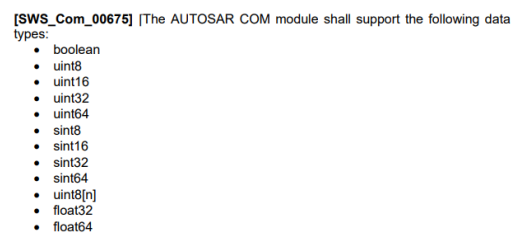 [SWS_Com_00675] ⌈The AUTOSAR COM module shall support the following data
types:
• boolean
• uint8
• uint16
• uint32
• uint64
• sint8
• sint16
• sint32
• sint64
• uint8[n]
• float32
• float64